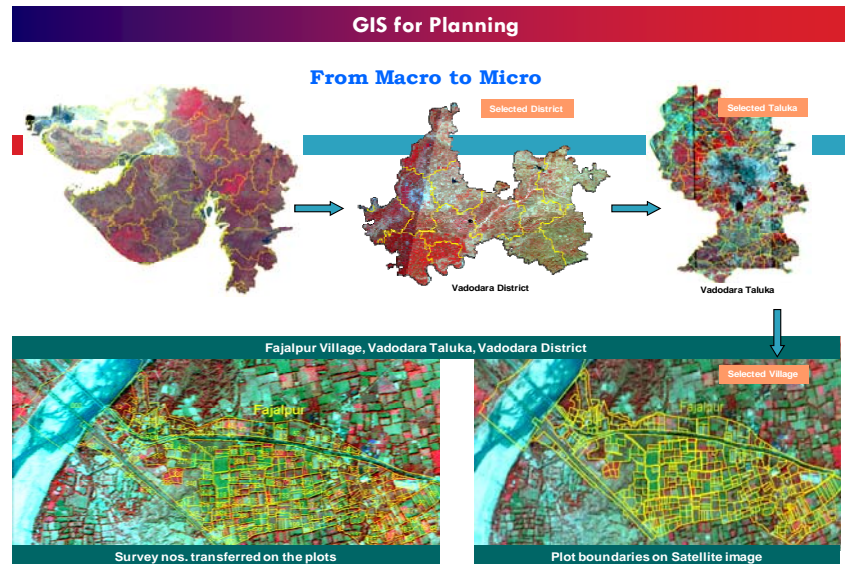 GIS for Planning
From Macro to Micro
Selected District
Selected Taluka
Vadodara District
Vadodara Taluka
Fajalpur Village, Vadodara Taluka, Vadodara District
Selected Village
Fajalpur
Fajalpur
Survey nos. transferred on the plots
Plot boundaries on Satellite image